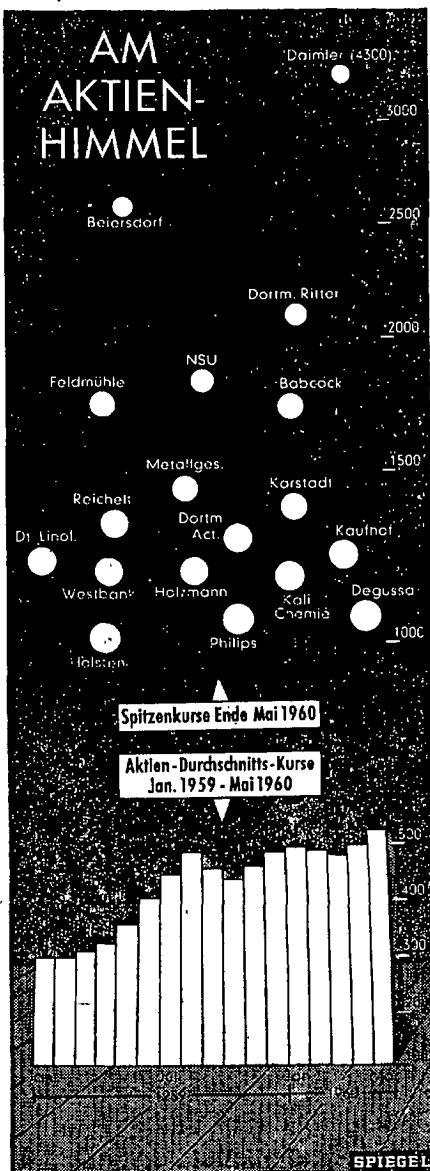 AM
AKTIEN-
HIMMEL
Daimler (4300)
3000
Beiersdorf
2500
Dortm. Ritter
2000
NSU
Feldmühle
Babcock
1500
Metallges.
Karstadt
Reichelt
Dortm.
Act.
Dt. Linol.
Kaufhof
Westbank
Holzmann
Kali
Chemie
Degussa
Philips
1000
Holsten
Spitzenkurse Ende Mai 1960
Aktien-Durchschnitts-Kurse
Jan. 1959 - Mai 1960
500
400
300
1959
SPIEGEL